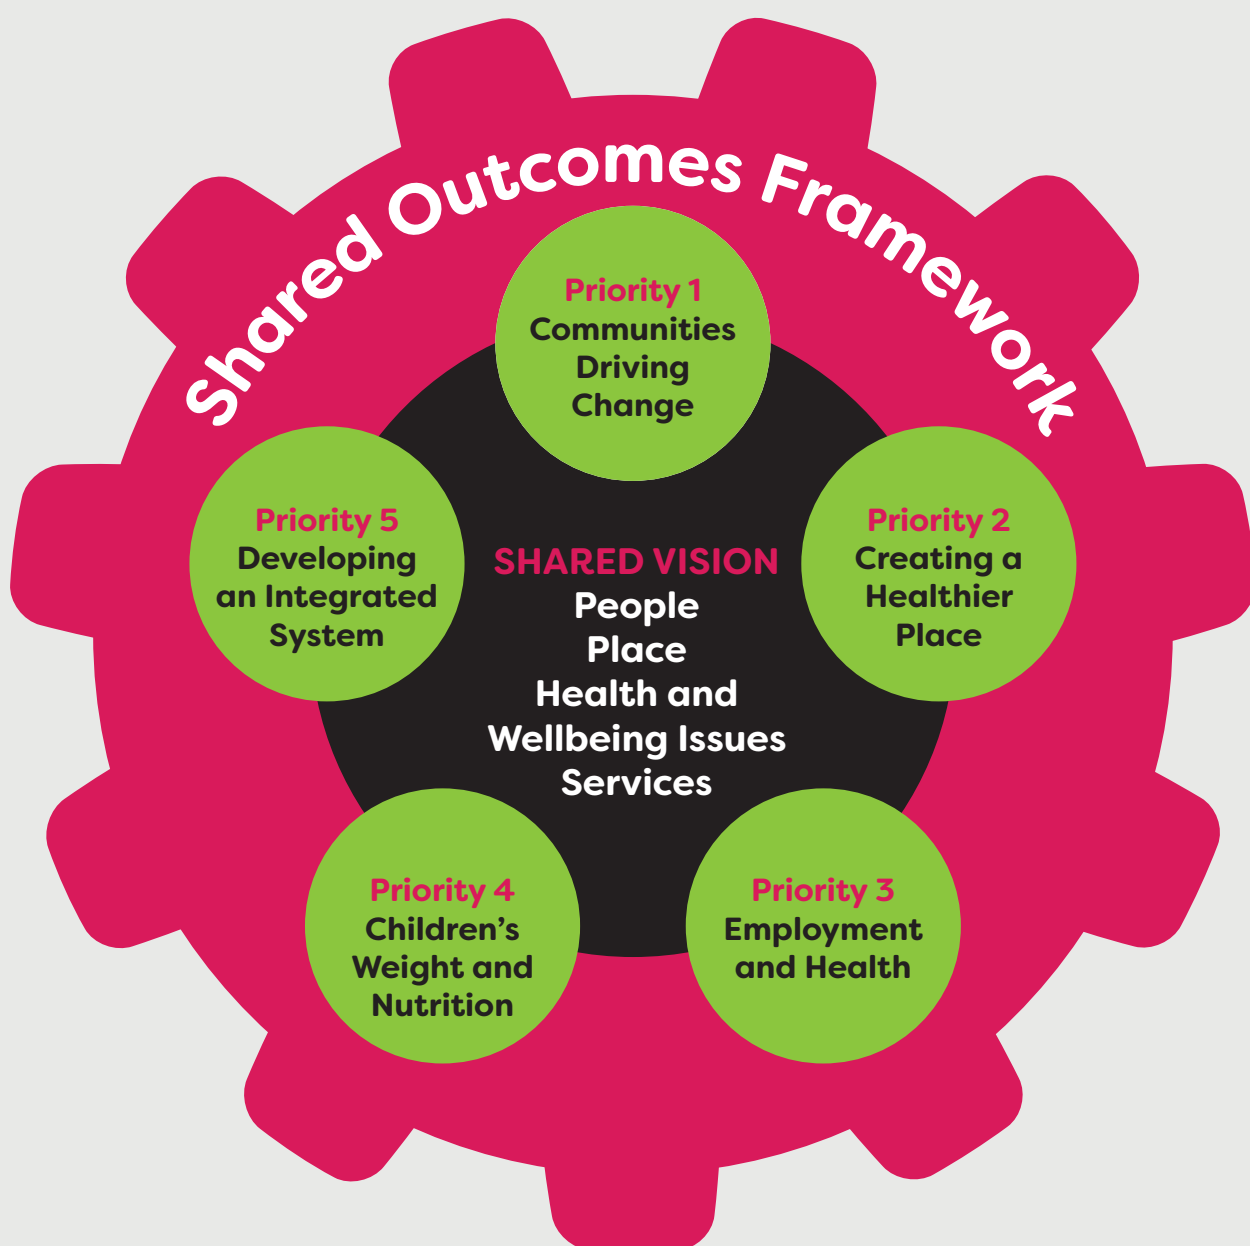 Shared Outcomes Framework
Priority 1
Communities
Driving
Change
Priority 2
Creating a
Healthier
Place
Priority 3
Employment
and Health
Priority 4
Children’s
Weight and
Nutrition
Priority 5
Developing
an Integrated
System
SHARED VISION
People
Place
Health and
Wellbeing Issues
Services